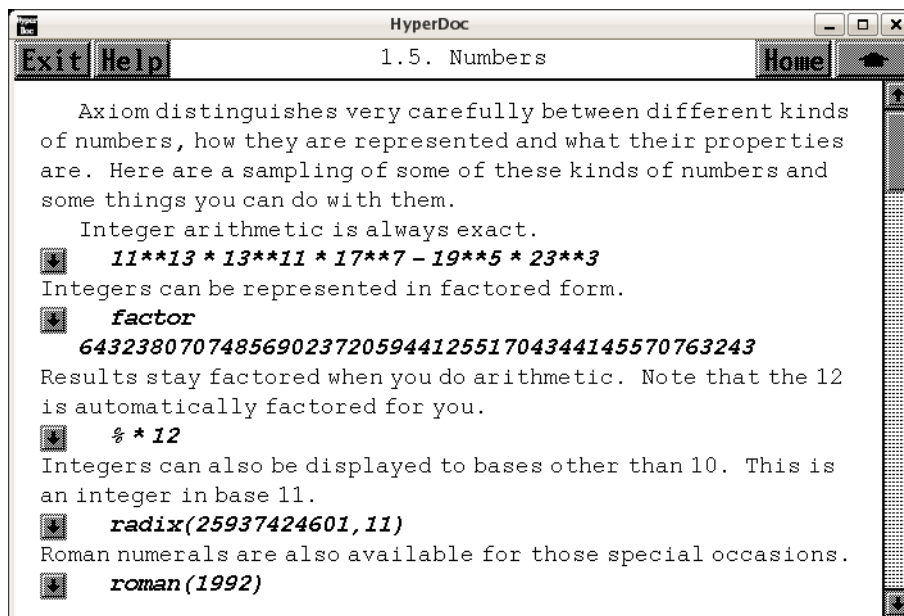 Hyper Doc
HyperDoc
Exit Help 1.5. Numbers Home
Axiom distinguishes very carefully between different kinds
of numbers, how they are represented and what their properties
are. Here are a sampling of some of these kinds of numbers and
some things you can do with them.
Integer arithmetic is always exact.
11**13 * 13**11 * 17**7 - 19**5 * 23**3
Integers can be represented in factored form.
factor
643238070748569023720594412551704344145570763243
Results stay factored when you do arithmetic. Note that the 12
is automatically factored for you.
% * 12
Integers can also be displayed to bases other than 10. This is
an integer in base 11.
radix(25937424601,11)
Roman numerals are also available for those special occasions.
roman(1992)